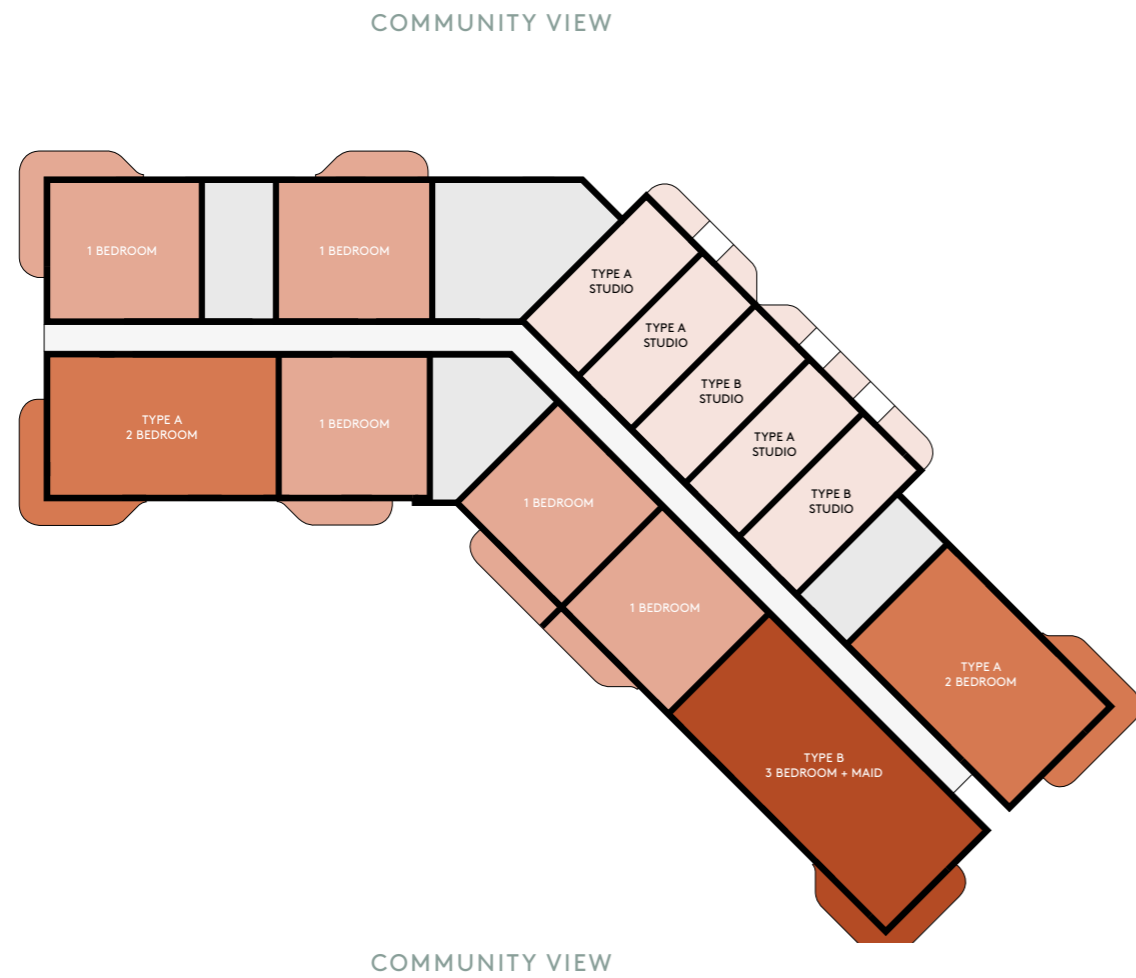 COMMUNITY VIEW
1 BEDROOM
1 BEDROOM
TYPE A
STUDIO
TYPE A
STUDIO
TYPE B
STUDIO
TYPE A
STUDIO
TYPE B
STUDIO
TYPE A
2 BEDROOM
1 BEDROOM
1 BEDROOM
1 BEDROOM
TYPE A
2 BEDROOM
TYPE B
3 BEDROOM + MAID
COMMUNITY VIEW